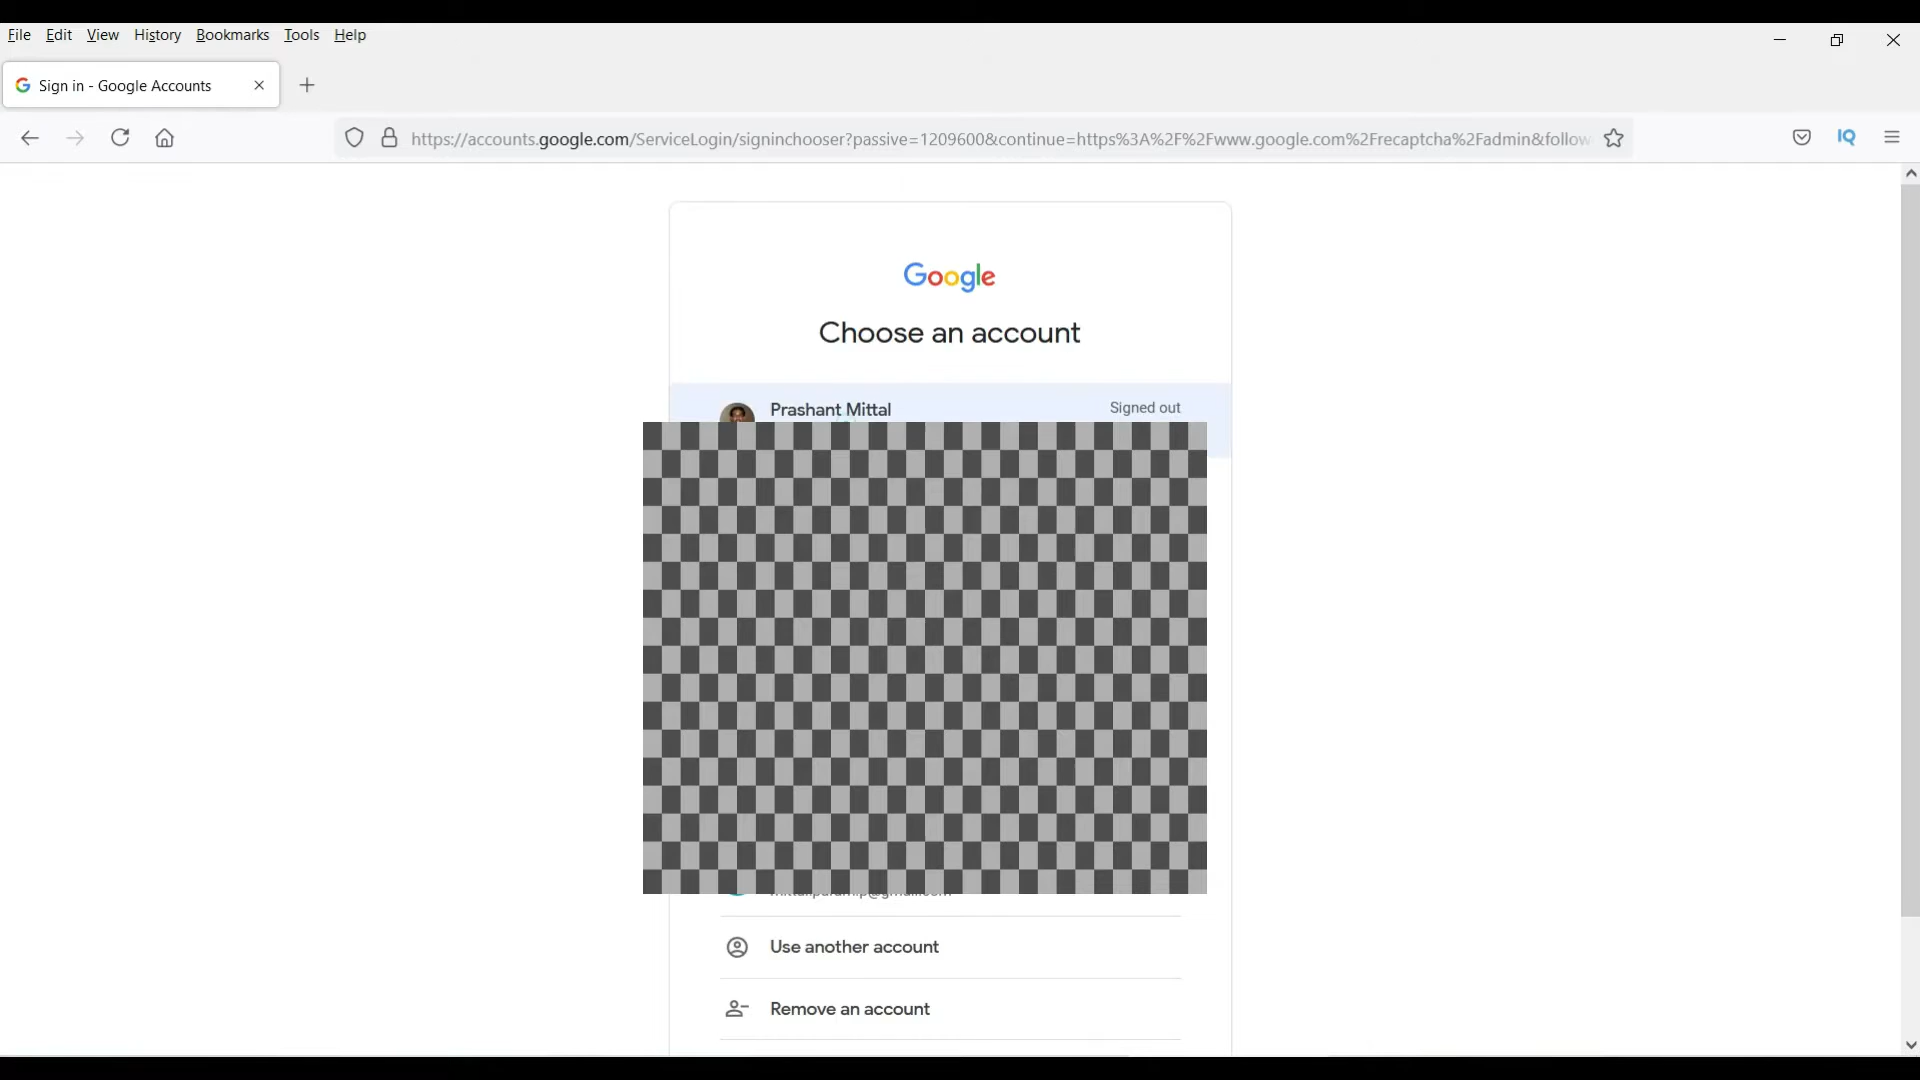 File Edit View History Bookmarks Tools Help
Sign in - Google Accounts
https://accounts.google.com/ServiceLogin/signinchooser?passive=1209600&continue=https%3A%2F%2Fwww.google.com%2Frecaptcha%2Fadmin&follow
IQ
Google
Choose an account
Prashant Mittal
Signed out
Use another account
Remove an account